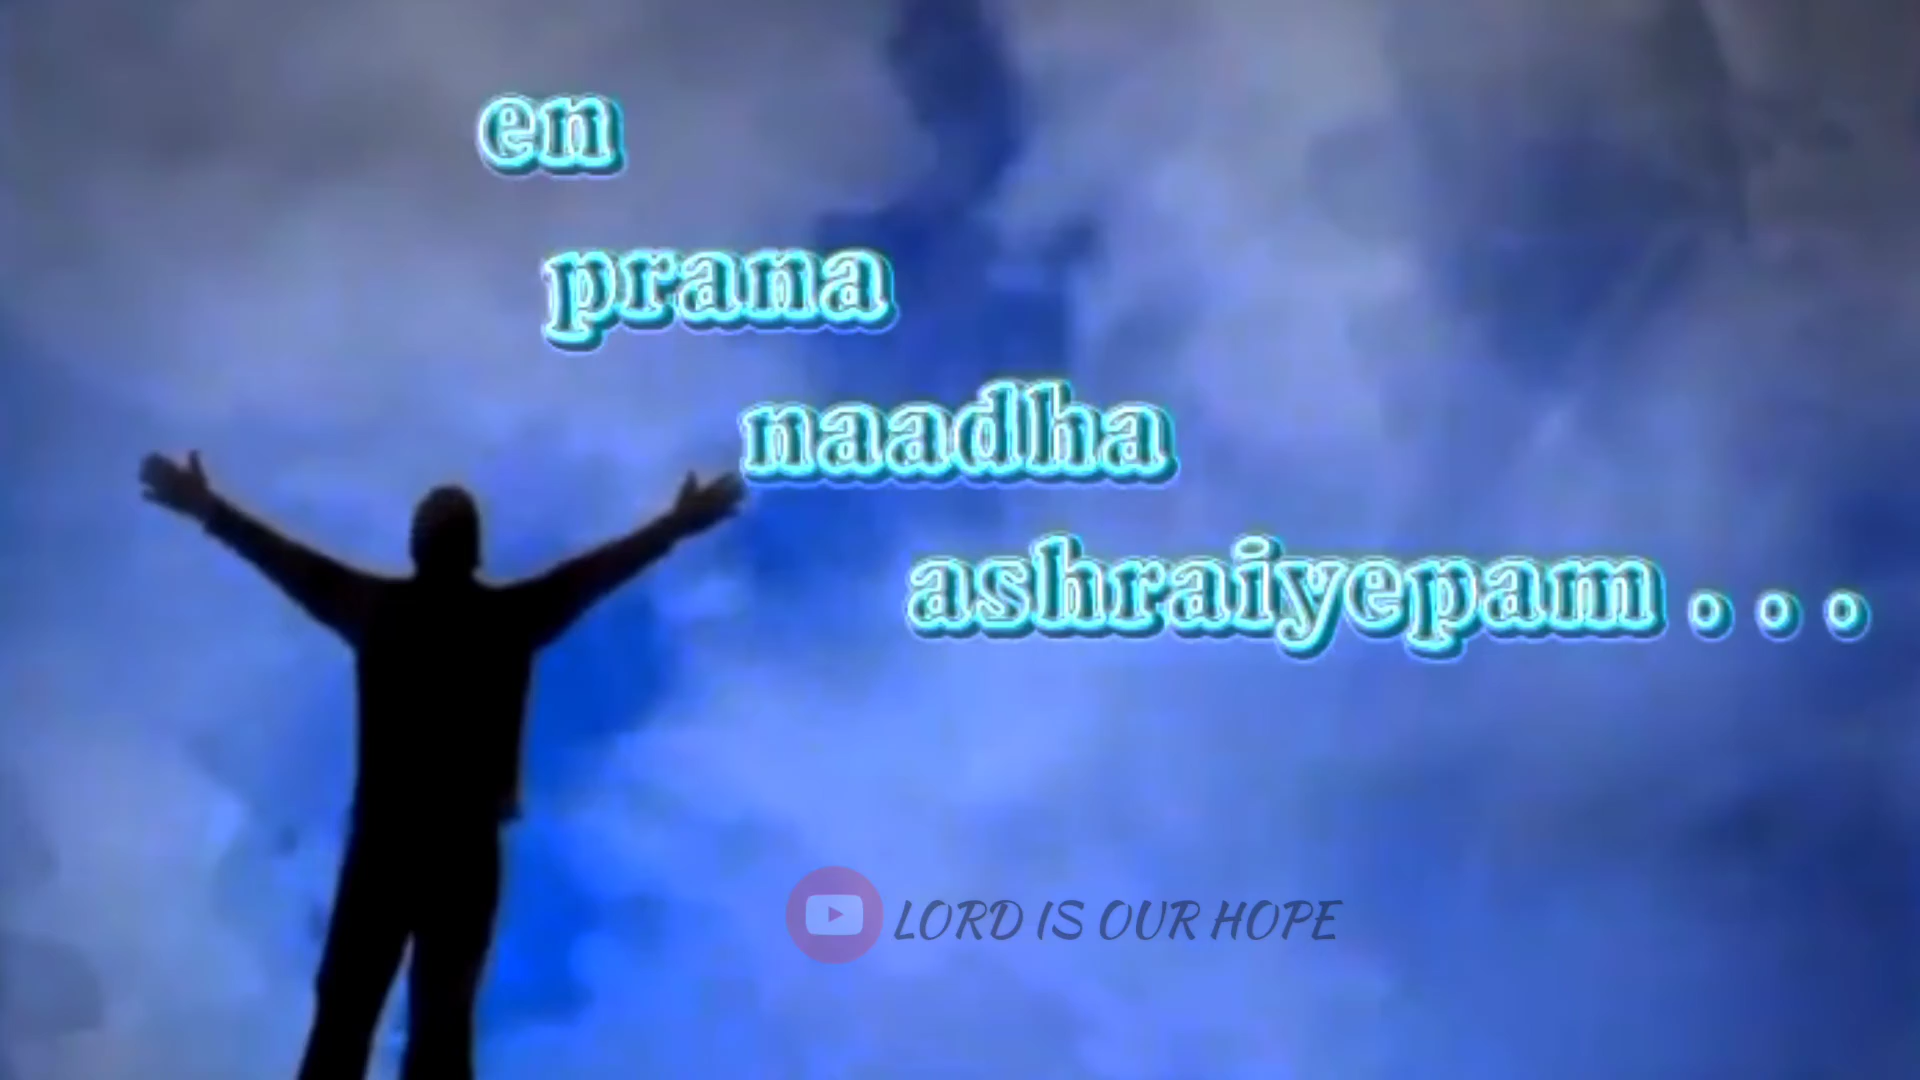 en
prana
naadha
ashraiyepam . . .
LORD IS OUR HOPE